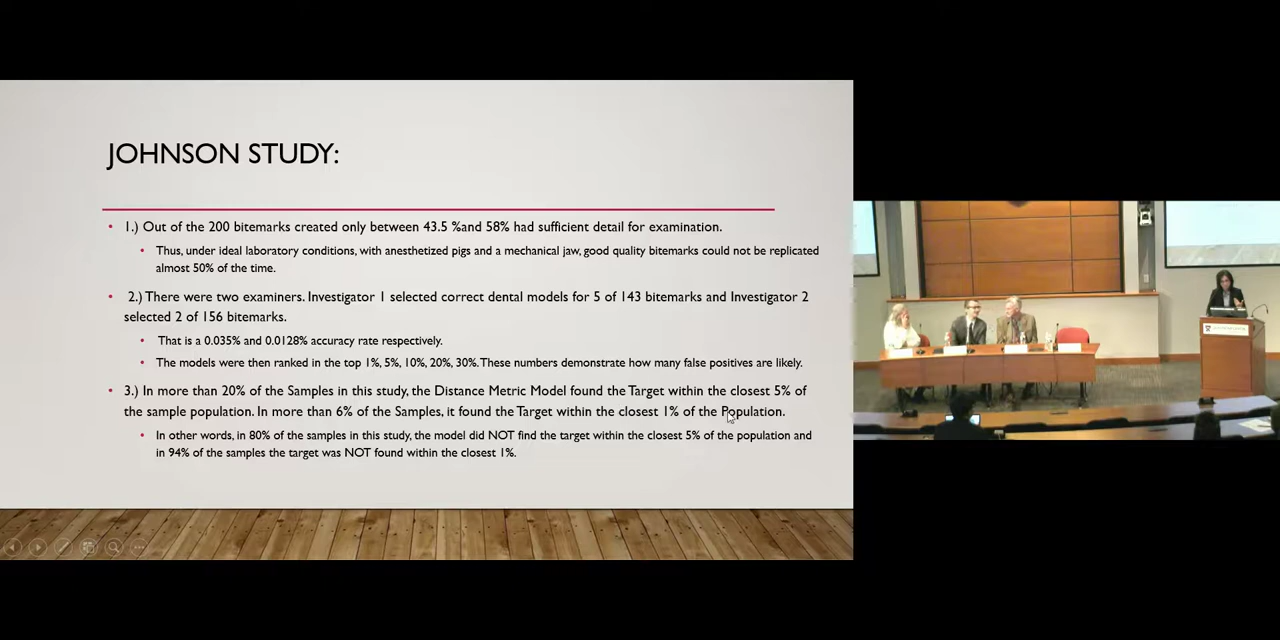 JOHNSON STUDY:
• 1.) Out of the 200 bitemarks created only between 43.5 %and 58% had sufficient detail for examination.
• Thus, under ideal laboratory conditions, with anesthetized pigs and a mechanical jaw, good quality bitemarks could not be replicated
almost 50% of the time.
• 2.) There were two examiners. Investigator 1 selected correct dental models for 5 of 143 bitemarks and Investigator 2
selected 2 of 156 bitemarks.
• That is a 0.035% and 0.0128% accuracy rate respectively.
• The models were then ranked in the top 1%, 5%, 10%, 20%, 30%. These numbers demonstrate how many false positives are likely.
• 3.) In more than 20% of the Samples in this study, the Distance Metric Model found the Target within the closest 5% of
the sample population. In more than 6% of the Samples, it found the Target within the closest 1% of the Population.
• In other words, in 80% of the samples in this study, the model did NOT find the target within the closest 5% of the population and
in 94% of the samples the target was NOT found within the closest 1%.